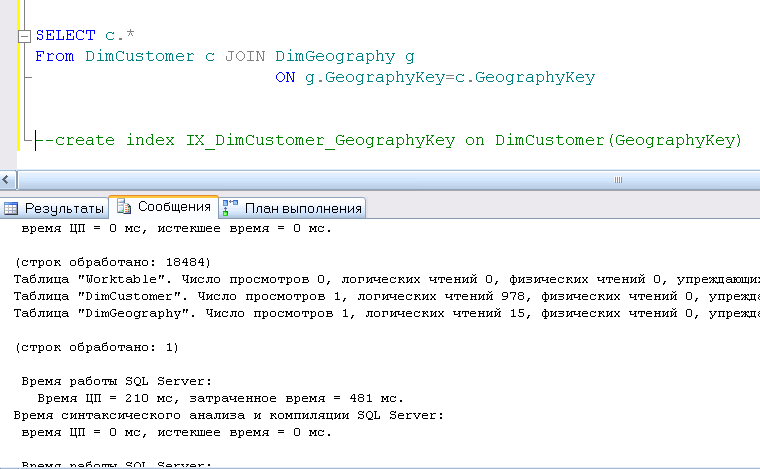 SELECT c.*
From DimCustomer c JOIN DimGeography g
ON g.GeographyKey=c.GeographyKey
--create index IX_DimCustomer_GeographyKey on DimCustomer(GeographyKey)
Результаты Сообщения План выполнения
время ЦП = 0 мс, истекшее время = 0 мс.
(строк обработано: 18484)
Таблица "Worktable". Число просмотров 0, логических чтений 0, физических чтений 0, упреждающих
Таблица "DimCustomer". Число просмотров 1, логических чтений 978, физических чтений 0, упрежда
Таблица "DimGeography". Число просмотров 1, логических чтений 15, физических чтений 0, упрежда
(строк обработано: 1)
Время работы SQL Server:
Время ЦП = 210 мс, затраченное время = 481 мс.
Время синтаксического анализа и компиляции SQL Server:
время ЦП = 0 мс, истекшее время = 0 мс.
Время работы SQL Server: